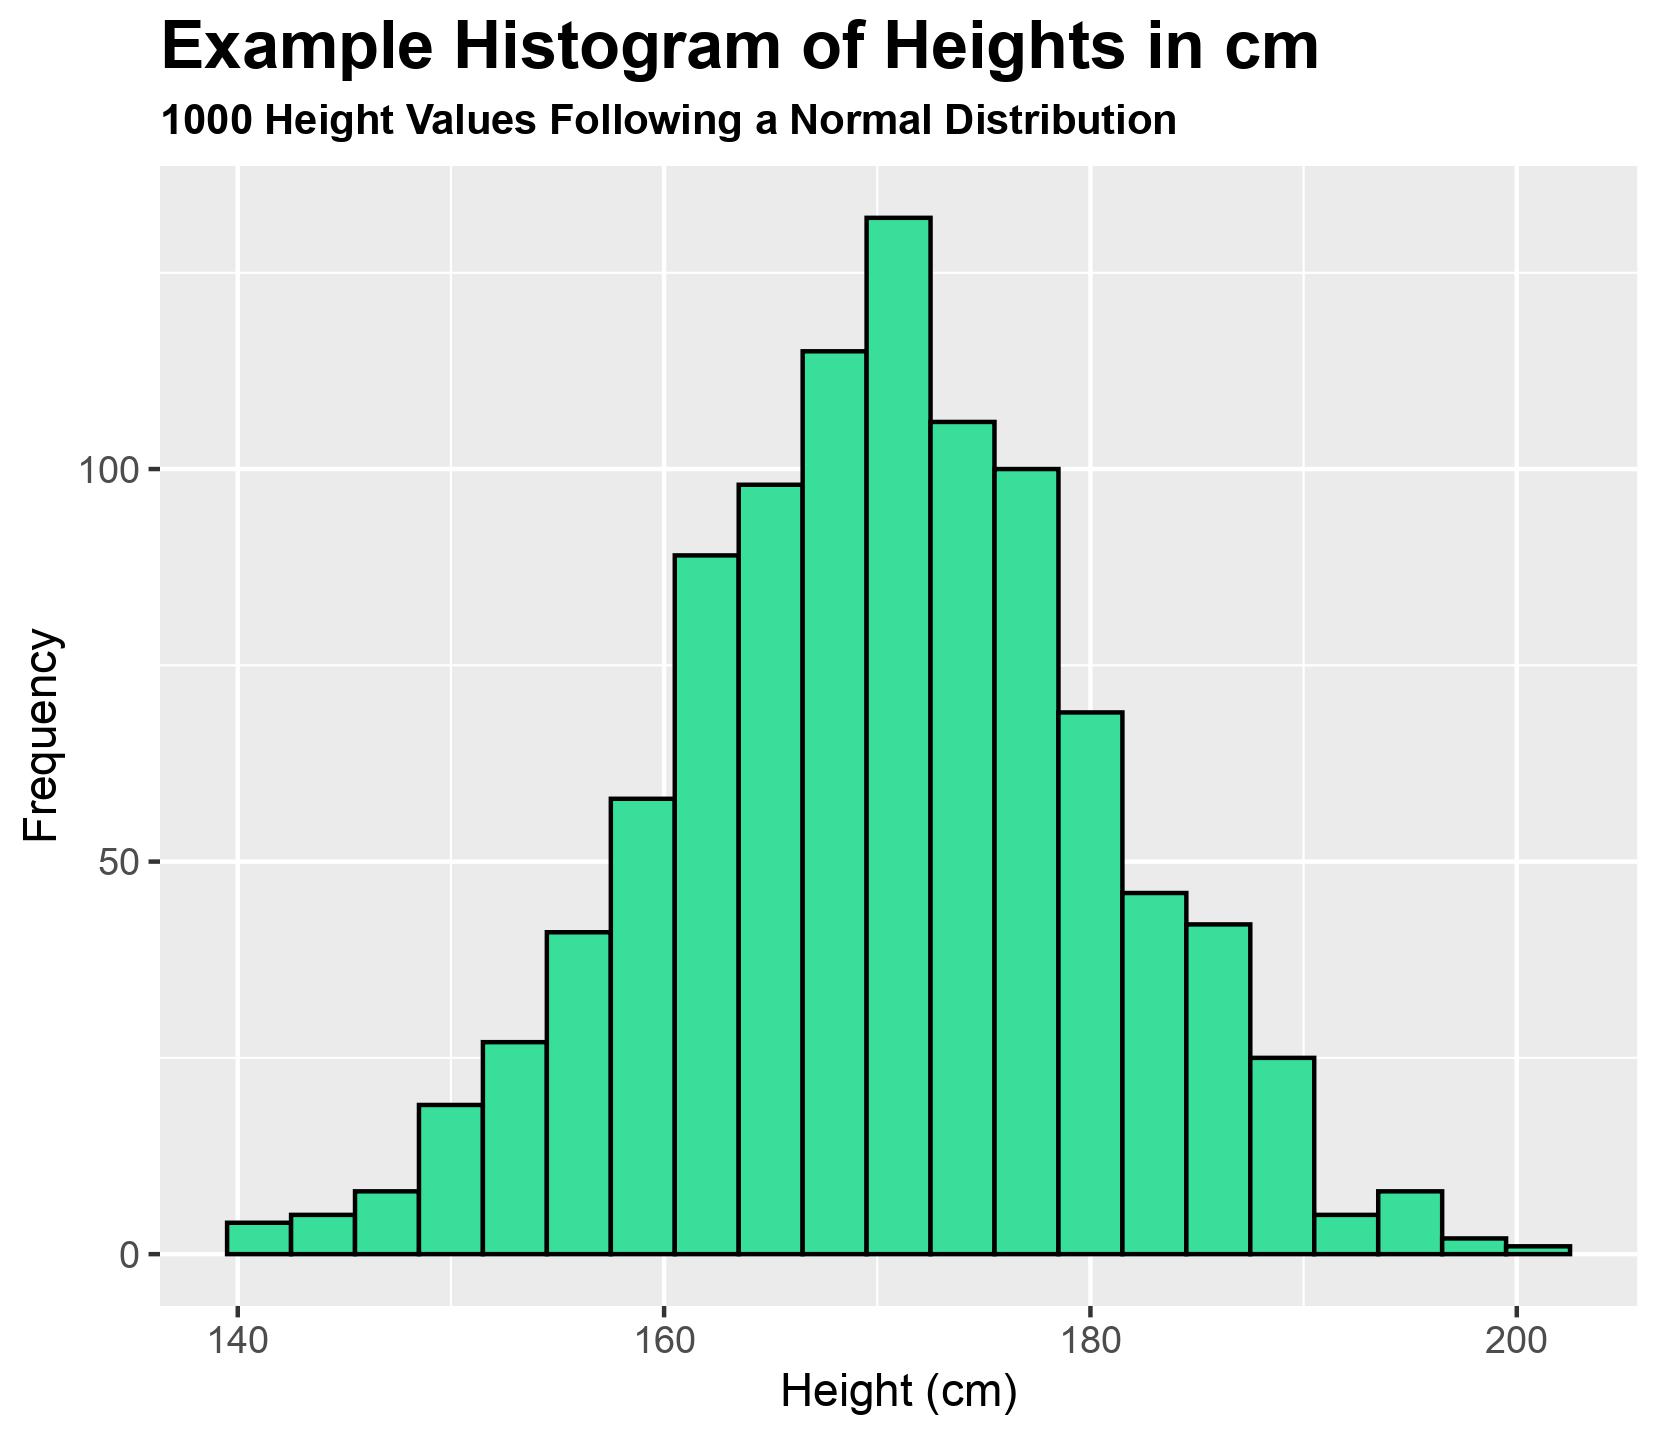 Example Histogram of Heights in cm
1000 Height Values Following a Normal Distribution
Frequency
100
50
0
140 160 180 200
Height (cm)